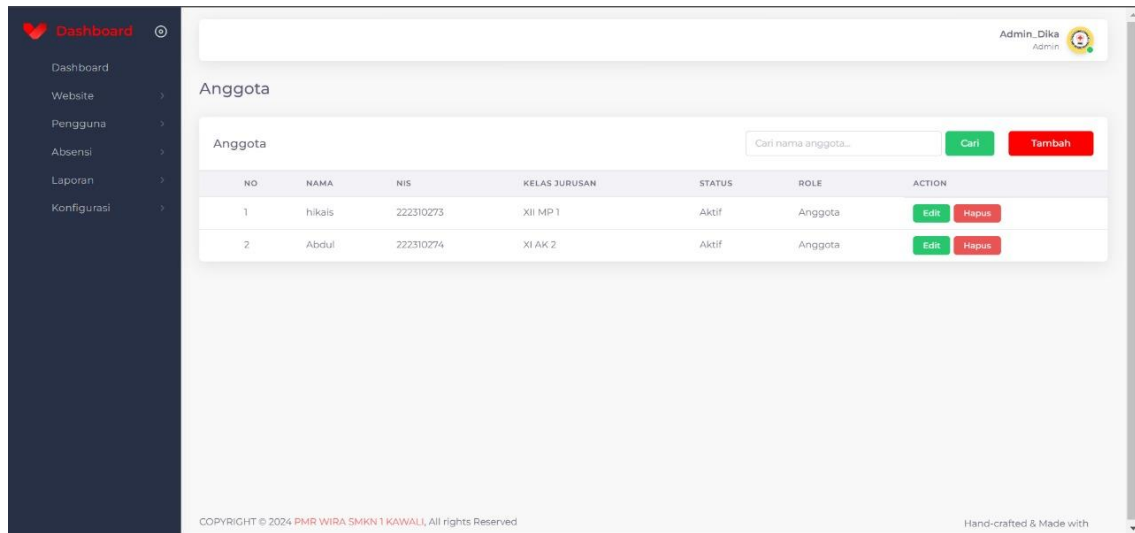 Dashboard
Dashboard
Website
Pengguna
Absensi
Laporan
Konfigurasi
Admin_Dika
Admin
Anggota
Anggota
Cari nama anggota...
Cari
Tambah
NO NAMA NIS KELAS JURUSAN STATUS ROLE ACTION
1 hikais 222310273 XII MP 1 Aktif Anggota Edit Hapus
2 Abdul 222310274 XI AK 2 Aktif Anggota Edit Hapus
COPYRIGHT © 2024 PMR WIRA SMKN 1 KAWALI, All rights Reserved
Hand-crafted & Made with